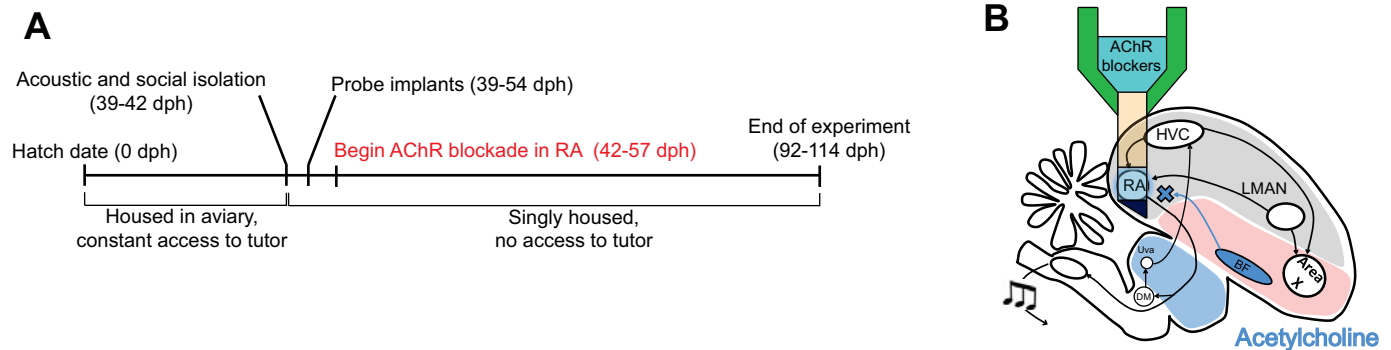 A
Acoustic and social isolation
(39-42 dph)
Probe implants (39-54 dph)
Hatch date (0 dph)
Begin AChR blockade in RA (42-57 dph)
End of experiment
(92-114 dph)
Housed in aviary,
constant access to tutor
Singly housed,
no access to tutor
B
AChR
blockers
HVC
RA
LMAN
Uva
BF
Area
X
DM
Acetylcholine